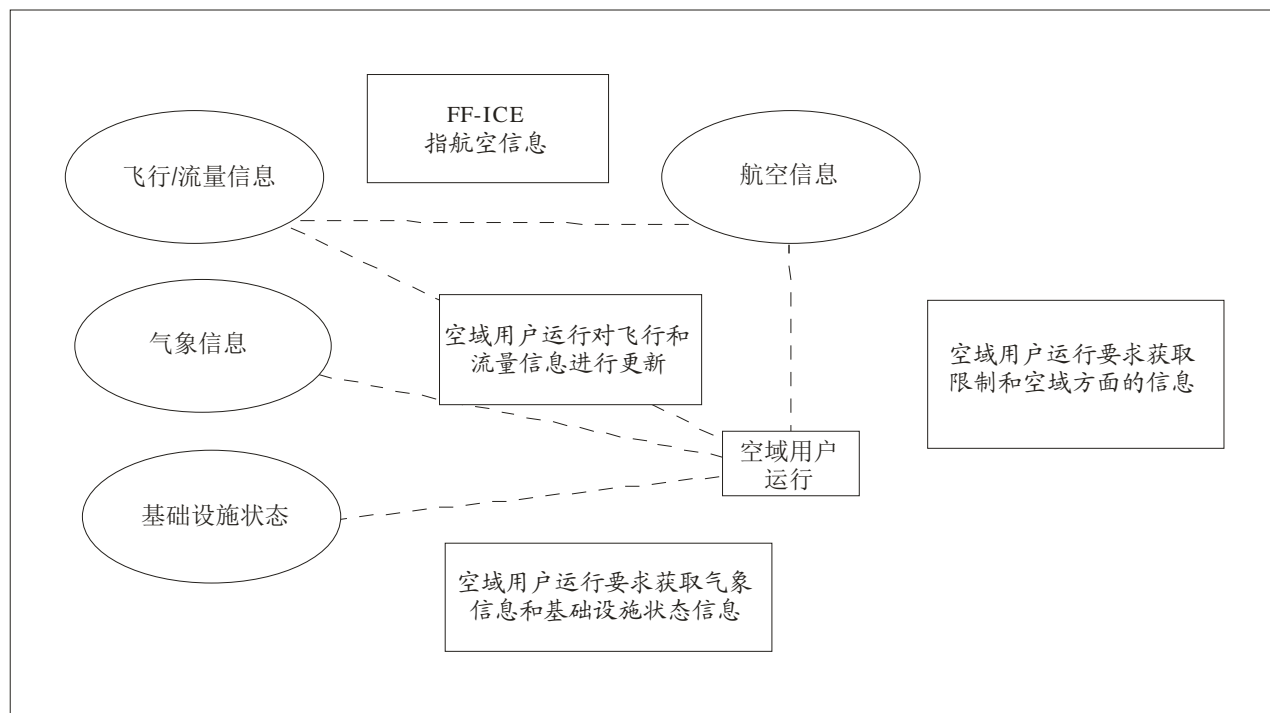 FF-ICE
指航空信息
飞行/流量信息
航空信息
气象信息
空域用户运行对飞行和
流量信息进行更新
空域用户运行要求获取
限制和空域方面的信息
空域用户
运行
基础设施状态
空域用户运行要求获取气象
信息和基础设施状态信息